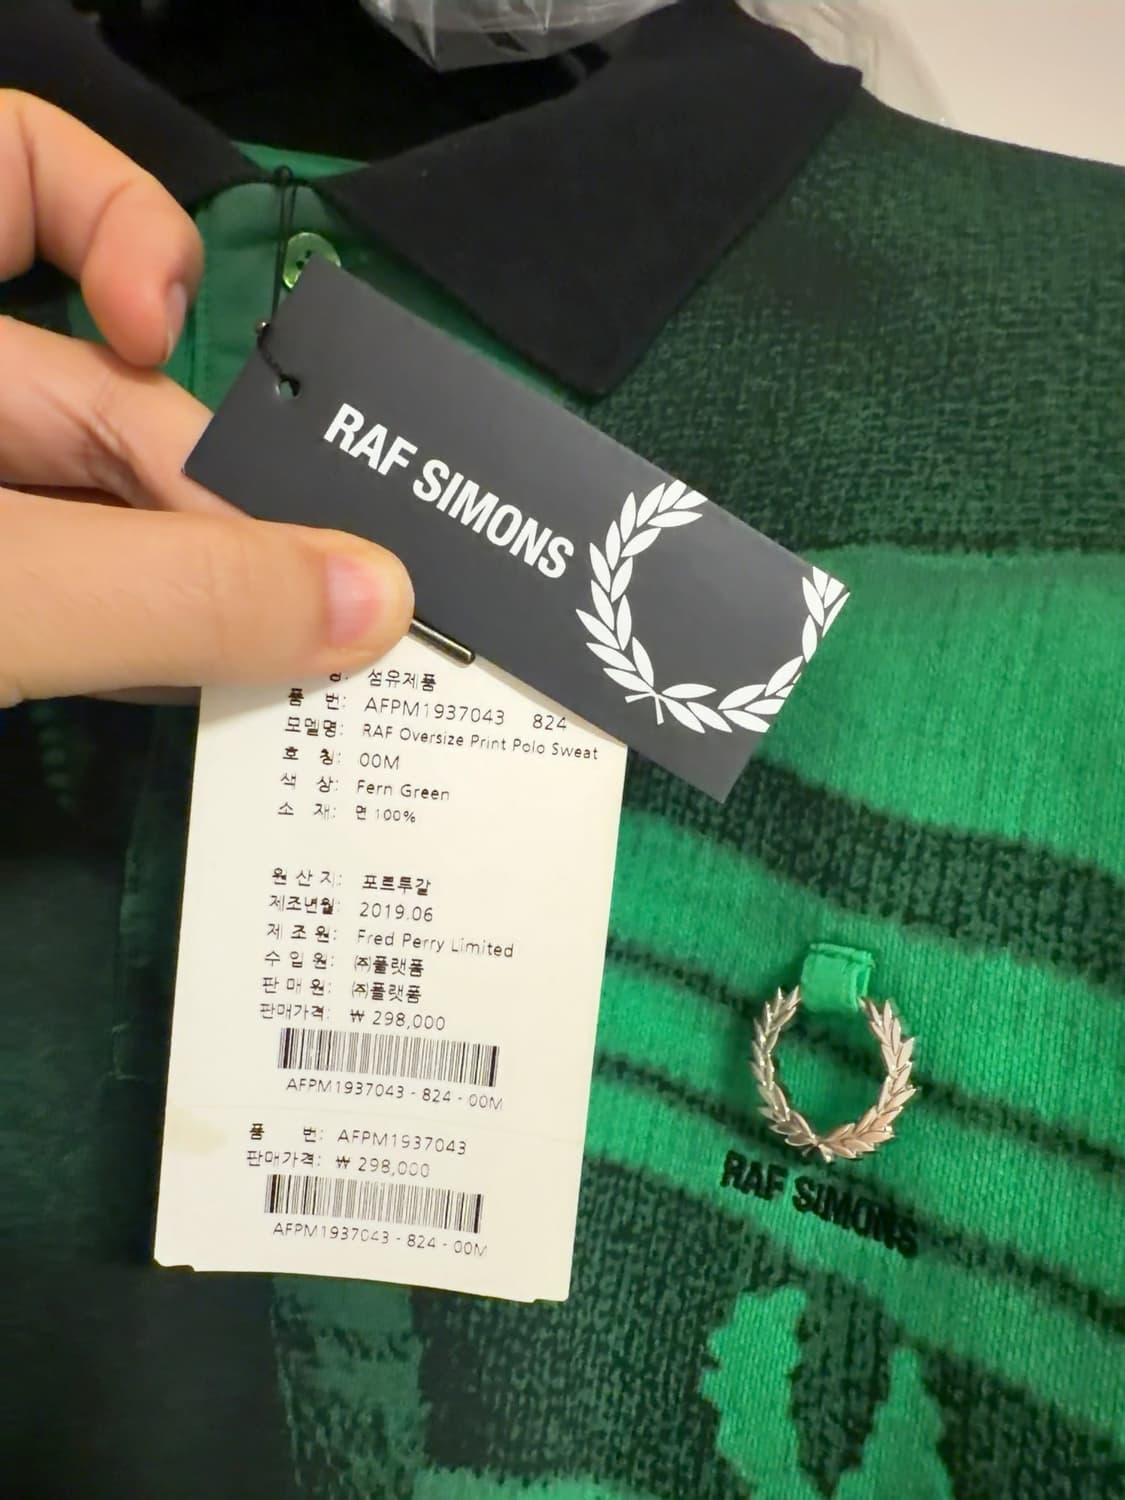 RAF SIMONS
명: 섬유제품
품 번: AFPM1937043 824
모델명: RAF Oversize Print Polo Sweat
호 칭: 00M
색 상: Fern Green
소 재: 면 100%
원 산 지: 포르투갈
제조년월: 2019.06
제 조 원: Fred Perry Limited
수 입 원: ㈜플랫폼
판 매 원: ㈜플랫폼
판매가격: ₩ 298,000
AFPM1937043 - 824 - 00M
품 번: AFPM1937043
판매가격: ₩ 298,000
AFPM1937043 - 824 - 00M
RAF SIMONS